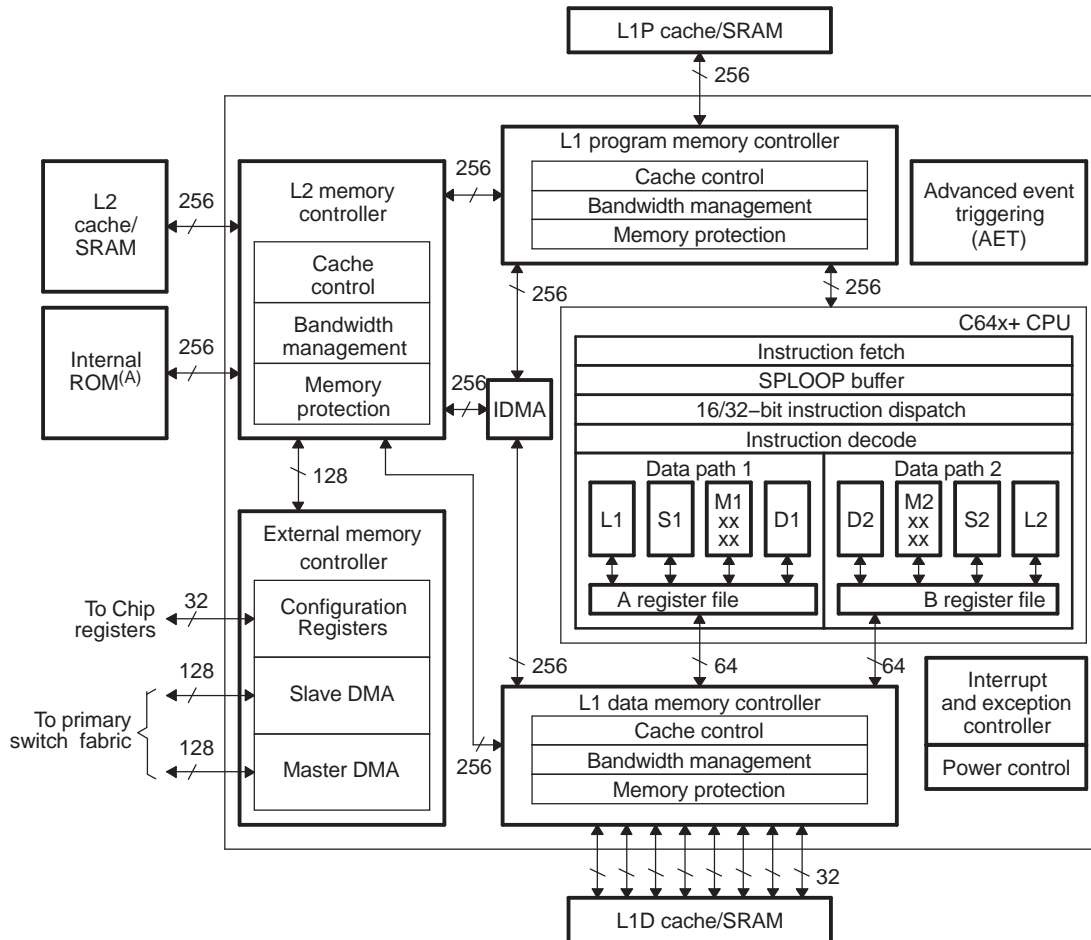 L1P cache/SRAM
256
L1 program memory controller
Cache control
Bandwidth management
Memory protection
Advanced event
triggering
(AET)
L2
cache/
SRAM
256
L2 memory
controller
Cache
control
Bandwidth
management
Memory
protection
256
256
256
Internal
ROM(A)
256
256
IDMA
C64x+ CPU
Instruction fetch
SPLOOP buffer
16/32−bit instruction dispatch
Instruction decode
Data path 1
L1
S1
M1
xx
xx
D1
A register file
Data path 2
D2
M2
xx
xx
S2
L2
B register file
128
External memory
controller
Configuration
Registers
Slave DMA
Master DMA
To Chip
registers
32
128
To primary
switch fabric
128
256
64
64
256
L1 data memory controller
Cache control
Bandwidth management
Memory protection
Interrupt
and exception
controller
Power control
32
L1D cache/SRAM